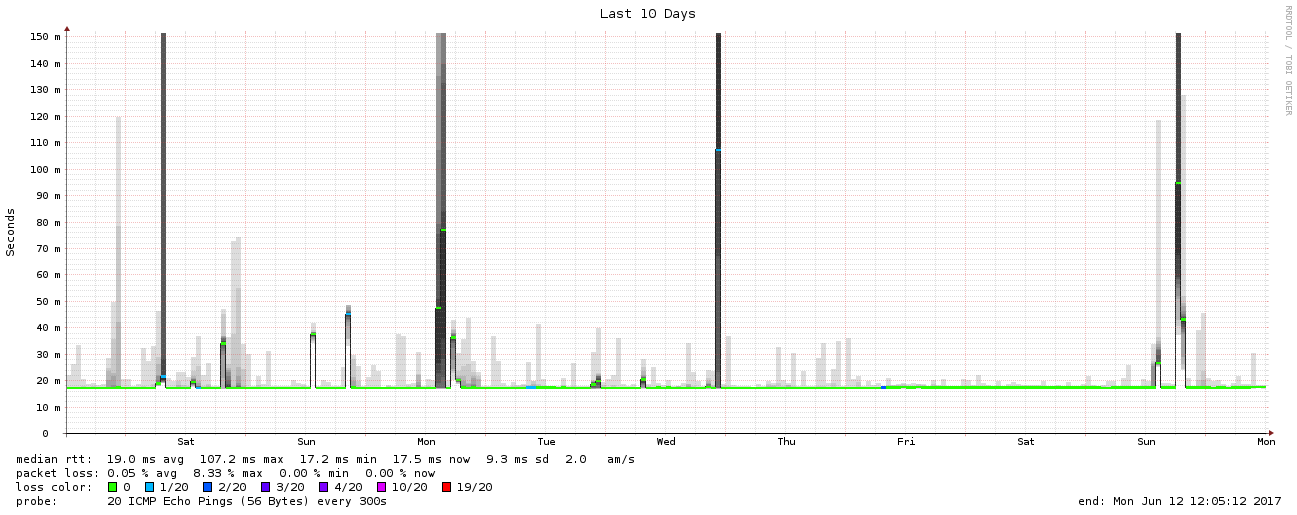 Last 10 Days
RRDTOOL / TOBI OETIKER
Seconds
150 m
140 m
130 m
120 m
110 m
100 m
90 m
80 m
70 m
60 m
50 m
40 m
30 m
20 m
10 m
0
Sat Sun Mon Tue Wed Thu Fri Sat Sun Mon
median rtt: 19.0 ms avg 107.2 ms max 17.2 ms min 17.5 ms now 9.3 ms sd 2.0 am/s
packet loss: 0.05 % avg 8.33 % max 0.00 % min 0.00 % now
loss color: 0 1/20 2/20 3/20 4/20 10/20 19/20
probe: 20 ICMP Echo Pings (56 Bytes) every 300s end: Mon Jun 12 12:05:12 2017